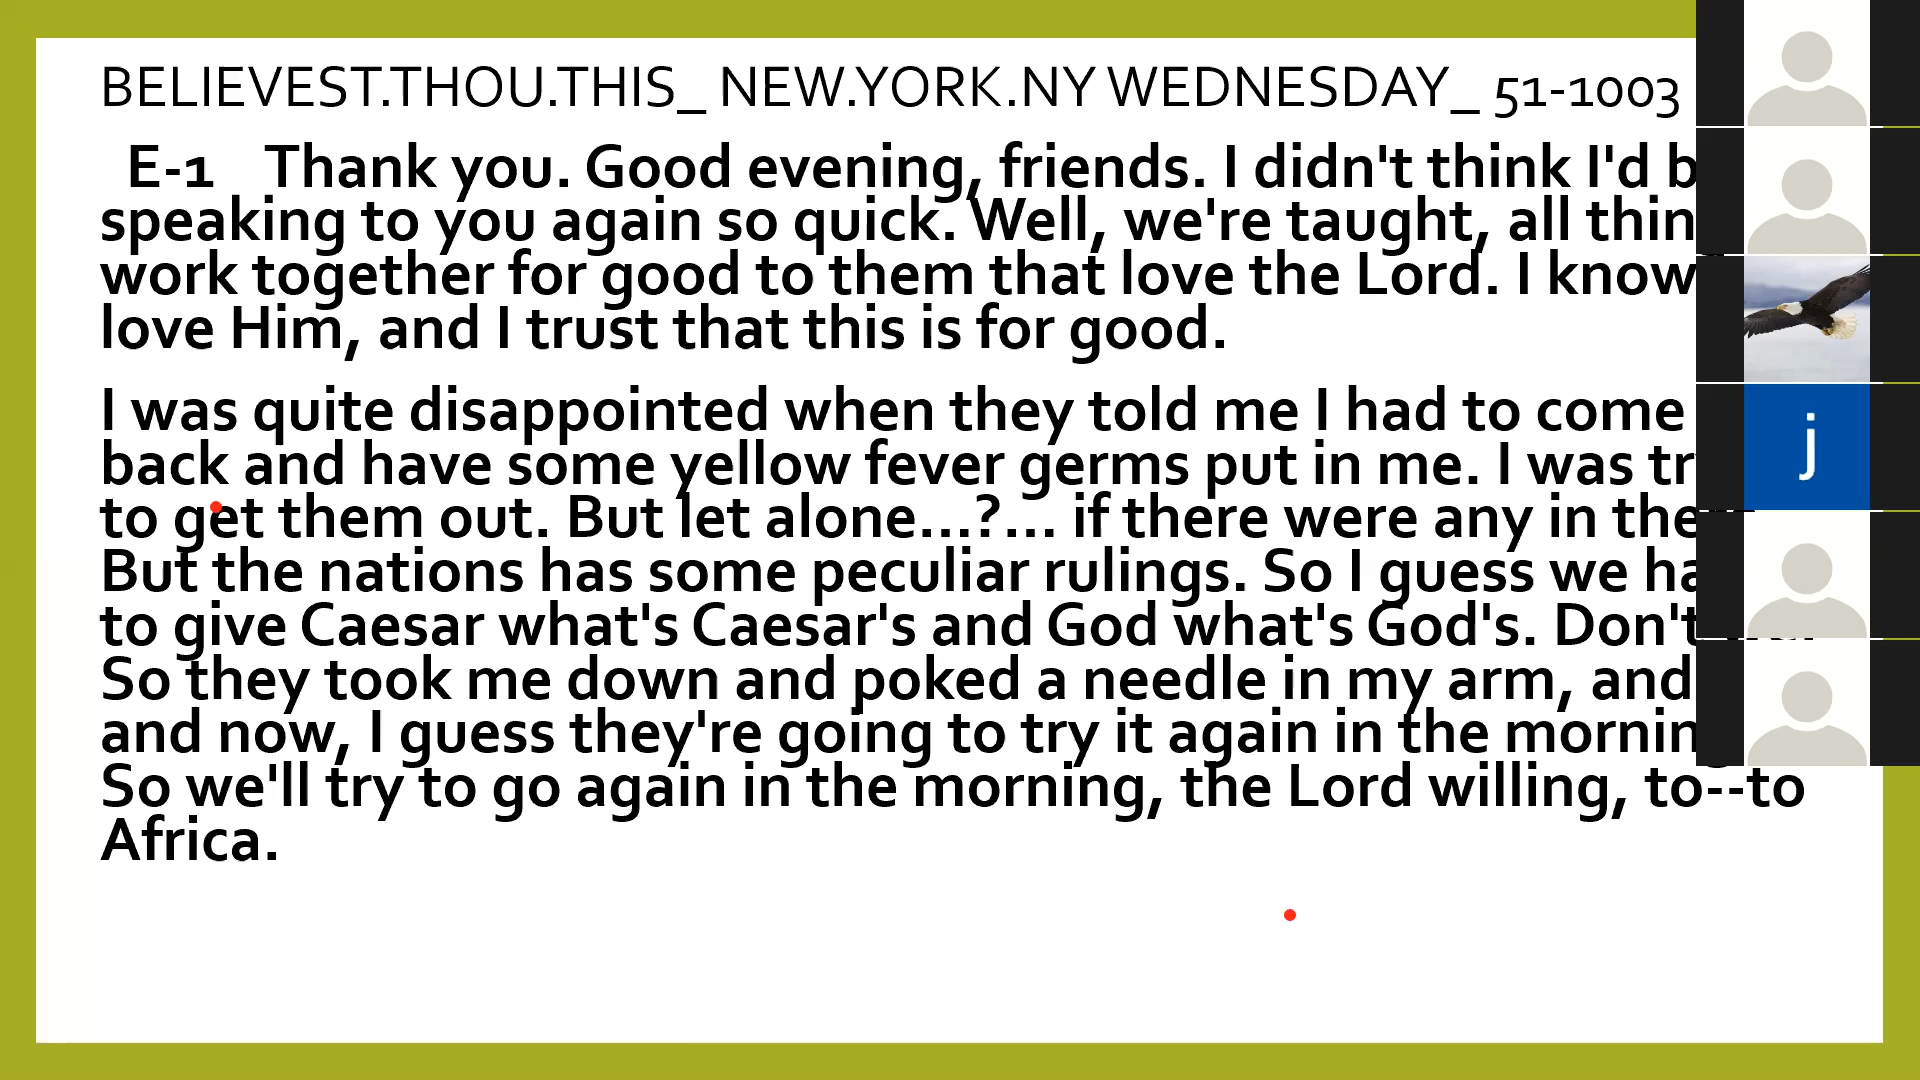 BELIEVEST.THOU.THIS_ NEW.YORK.NY WEDNESDAY_ 51-1003
E-1 Thank you. Good evening, friends. I didn't think I'd
speaking to you again so quick. Well, we're taught, all
work together for good to them that love the Lord. I know
love Him, and I trust that this is for good.
I was quite disappointed when they told me I had to come
back and have some yellow fever germs put in me. I was
to get them out. But let alone...?... if there were any in
But the nations has some peculiar rulings. So I guess we
to give Caesar what's Caesar's and God what's God's. Don't
So they took me down and poked a needle in my arm, and
and now, I guess they're going to try it again in the
So we'll try to go again in the morning, the Lord willing, to--to
Africa.
j